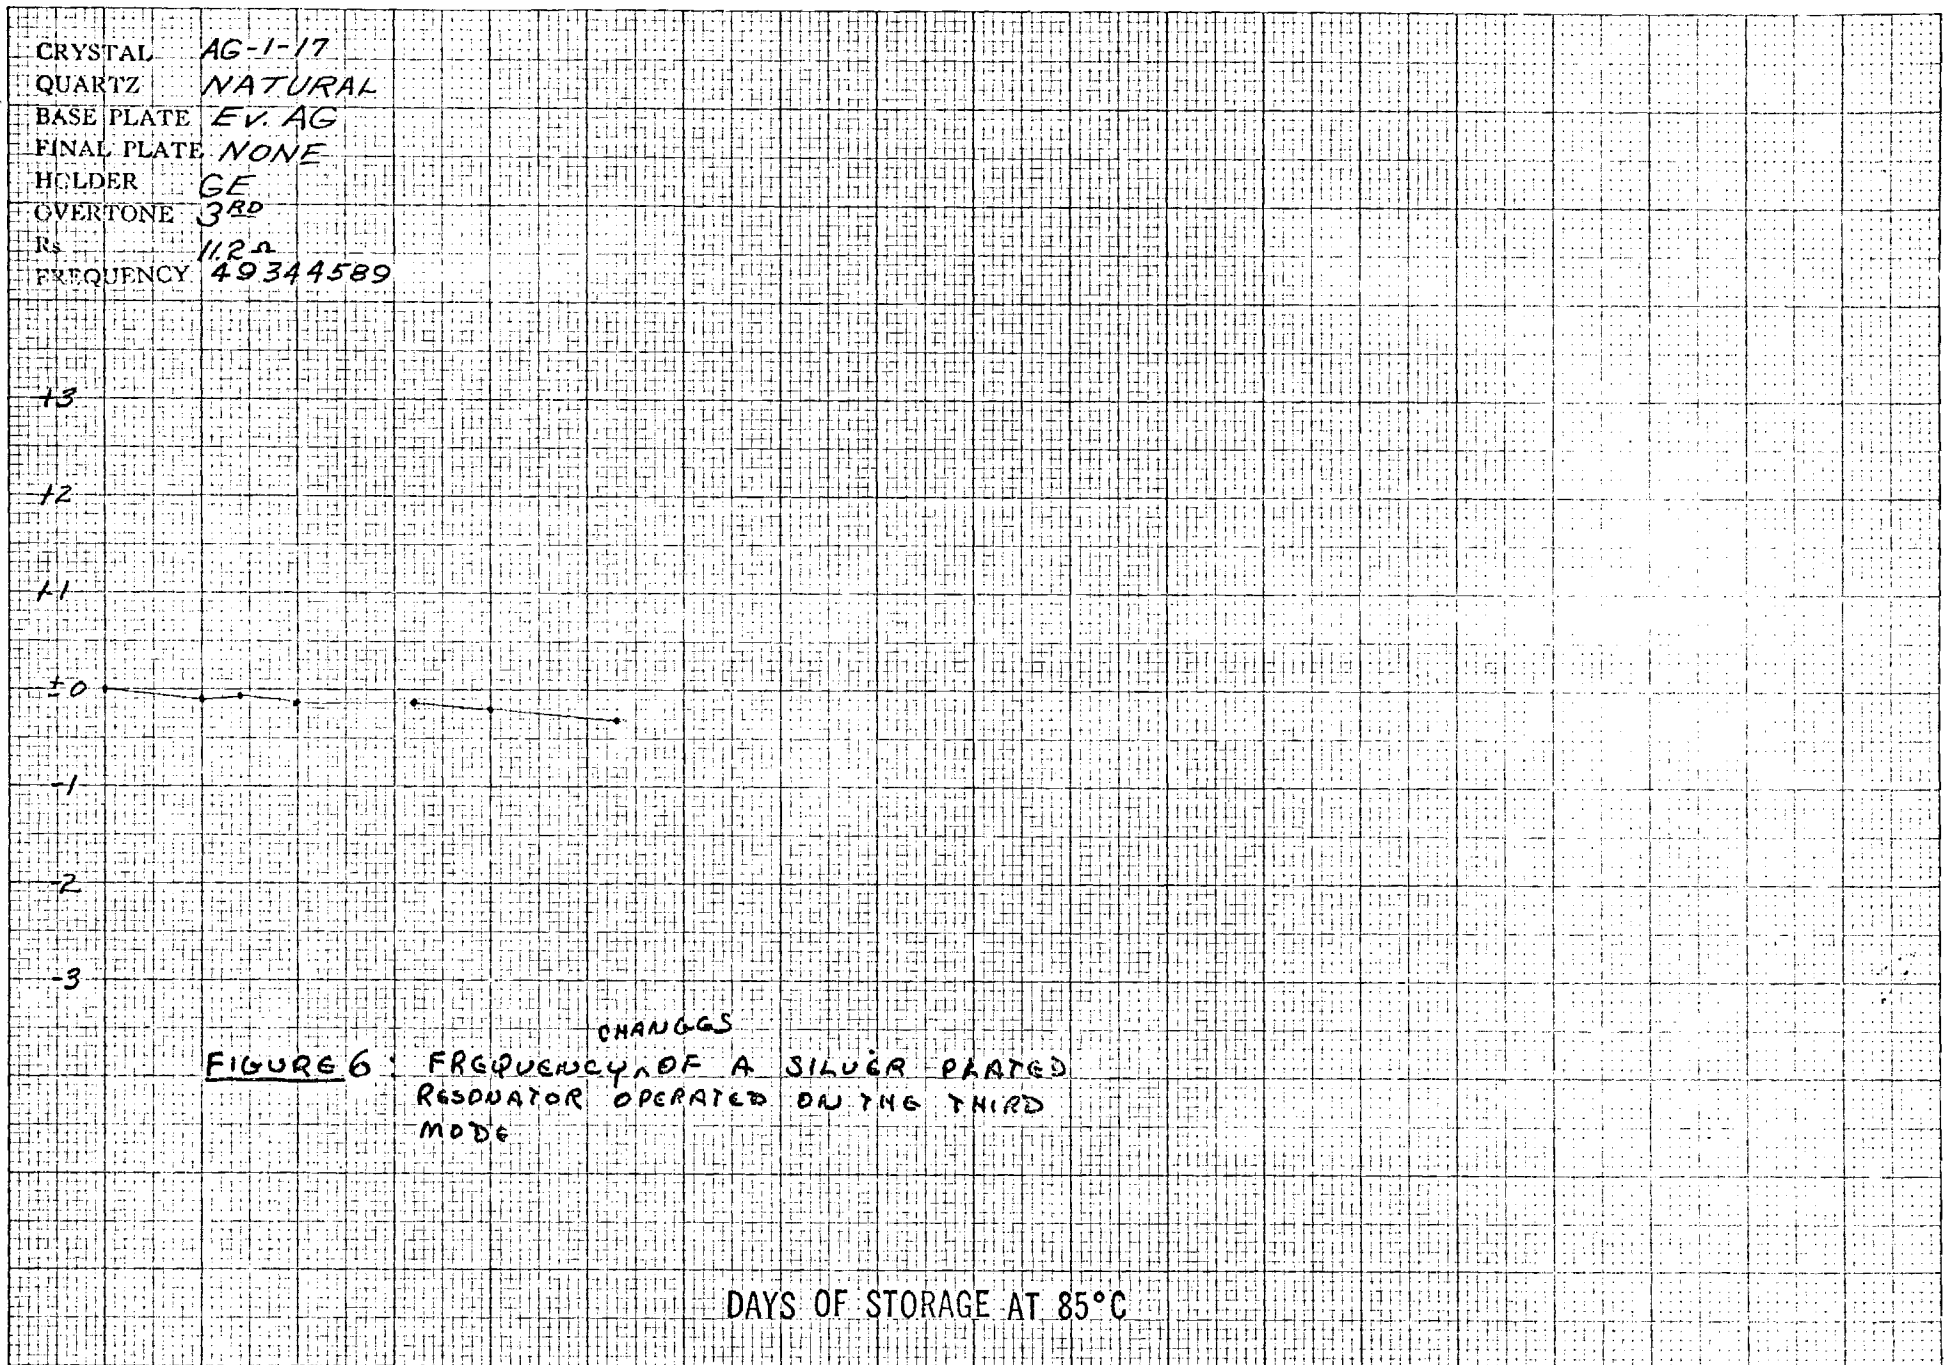 CRYSTAL AG-1-17
QUARTZ NATURAL
BASE PLATE EV. AG
FINAL PLATE NONE
HOLDER GE
OVERTONE 3RD
Rs 11.2 Ω
FREQUENCY 49344589
+3
+2
+1
±0
-1
-2
-3
CHANGES
FIGURE 6: FREQUENCY ^ OF A SILVER PLATED
RESONATOR OPERATED ON THE THIRD
MODE
DAYS OF STORAGE AT 85°C